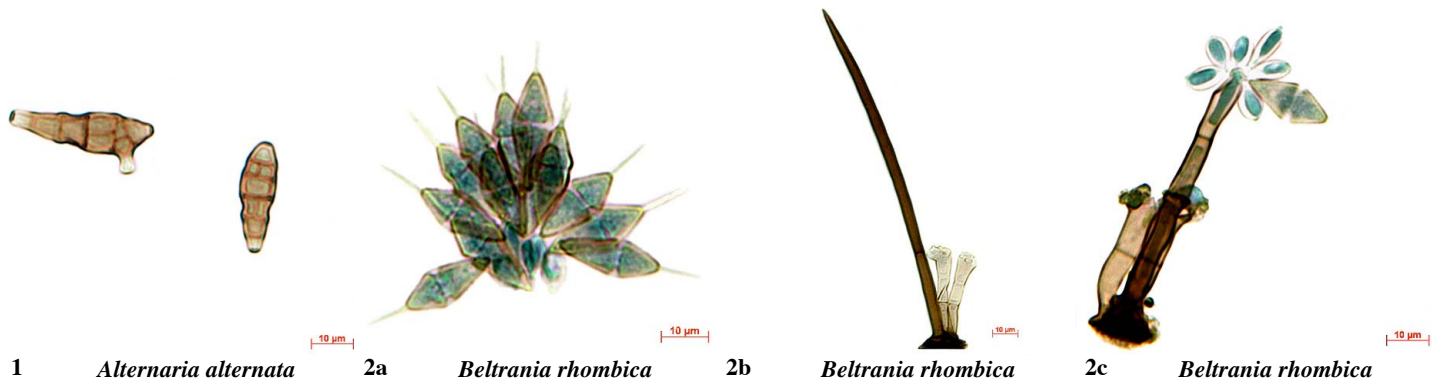 10 µm
10 µm
10 µm
10 µm
1 Alternaria alternata 2a Beltrania rhombica 2b Beltrania rhombica 2c Beltrania rhombica